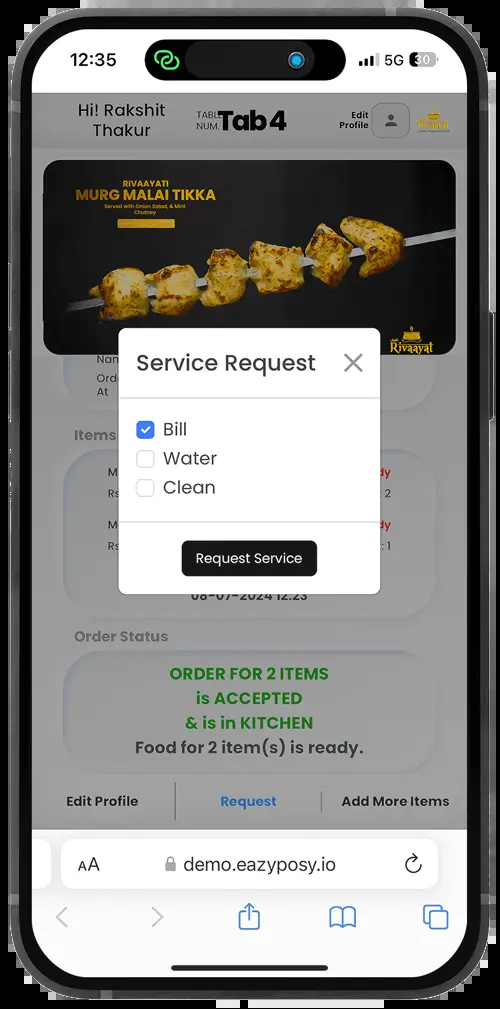 12:35
5G
30
Hi! Rakshit
Thakur
TABLE
NUM.
Tab 4
Edit
Profile
Rivaayat
RIVAAYATI
MURG MALAI TIKKA
Served with Onion Salad, & Mint
Chutney
Rivaayat
Service Request
Nam
Orde
At
Bill
Items
Water
M
dy
Clean
Rs
: 2
M
dy
Rs
: 1
Request Service
08-07-2024 12:23
Order Status
ORDER FOR 2 ITEMS
is ACCEPTED
& is in KITCHEN
Food for 2 item(s) is ready.
Edit Profile
Request
Add More Items
AA
demo.eazyposy.io